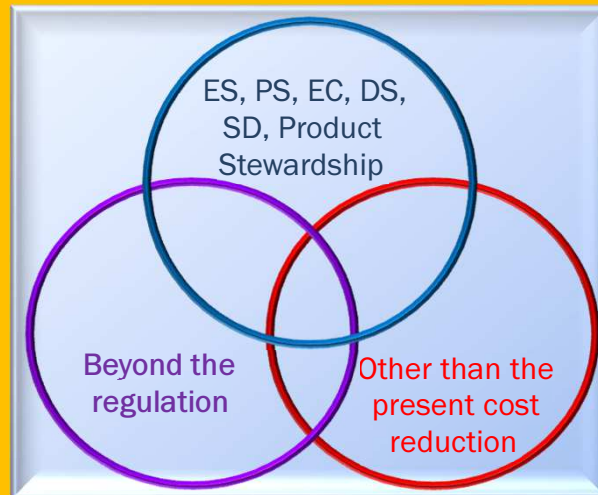 ES, PS, EC, DS,
SD, Product
Stewardship
Beyond the
regulation
Other than the
present cost
reduction